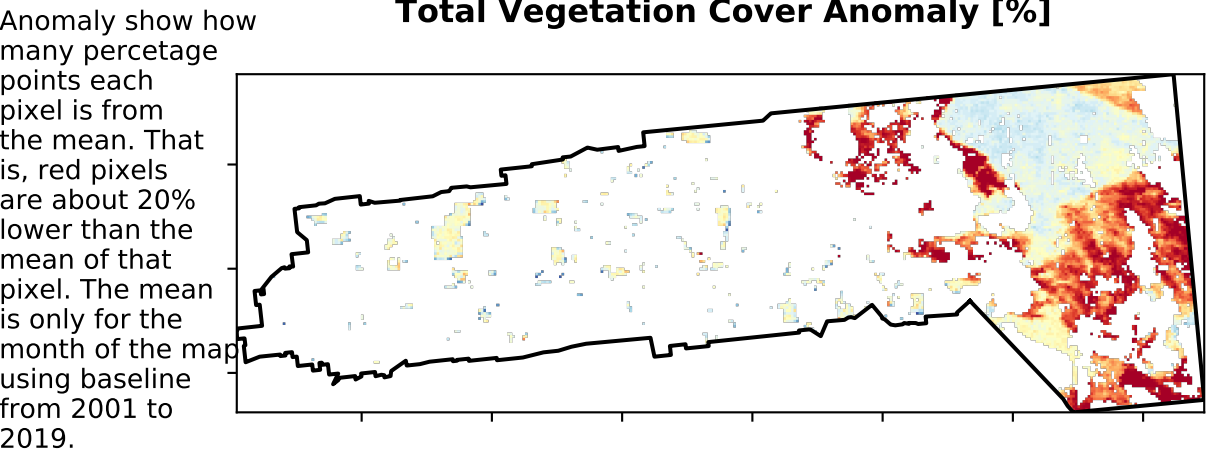 Total Vegetation Cover Anomaly [%]
Anomaly show how
many percetage
points each
pixel is from
the mean. That
is, red pixels
are about 20%
lower than the
mean of that
pixel. The mean
is only for the
month of the map
using baseline
from 2001 to
2019.